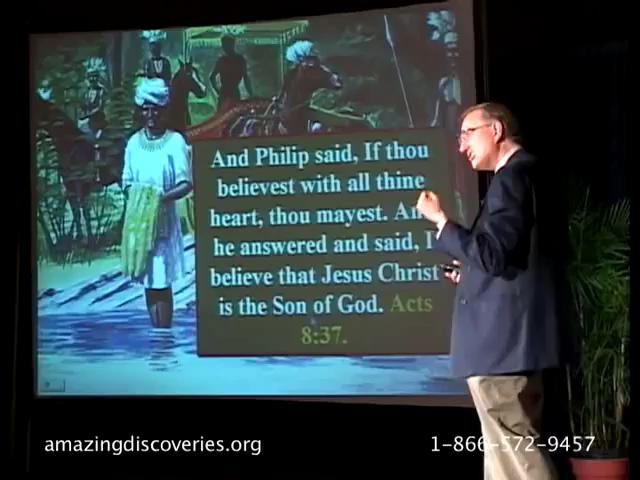 And Philip said, If thou
believest with all thine
heart, thou mayest. An
he answered and said, I
believe that Jesus Christ
is the Son of God. Acts
8:37.
amazingdiscoveries.org
1-866-572-9457